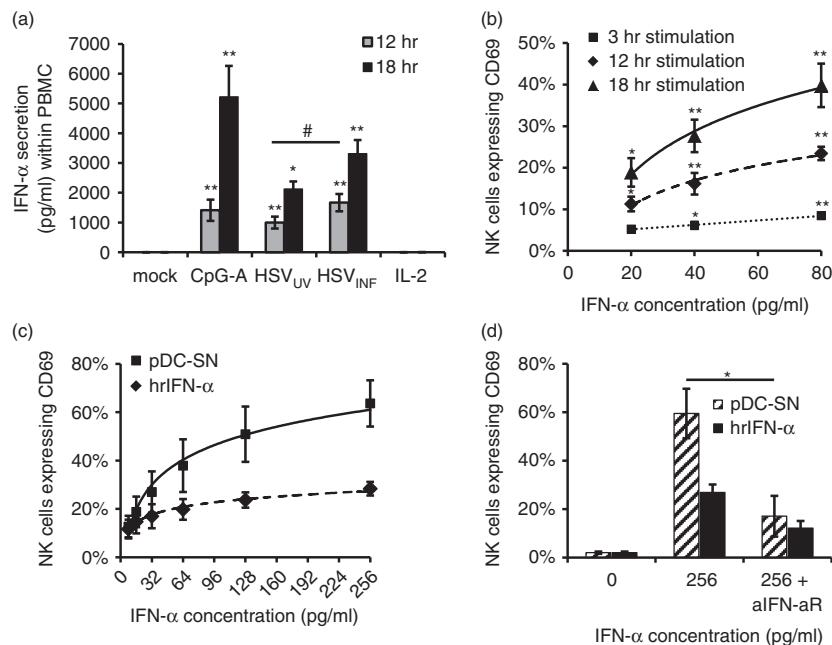 (a)
IFN-α secretion
(pg/ml) within PBMC
7000
6000
5000
4000
3000
2000
1000
0
12 hr
18 hr
**
**
#
**
*
**
**
mock CpG-A HSVUV HSVINF IL-2
(b)
NK cells expressing CD69
50%
40%
30%
20%
10%
0%
3 hr stimulation
12 hr stimulation
18 hr stimulation
**
**
*
**
**
*
*
**
0 20 40 60 80
IFN-α concentration (pg/ml)
(c)
NK cells expressing CD69
80%
60%
40%
20%
0%
pDC-SN
hrIFN-α
0 32 64 96 128 160 192 224 256
IFN-α concentration (pg/ml)
(d)
NK cells expressing CD69
80%
60%
40%
20%
0%
*
pDC-SN
hrIFN-α
0 256 256 +
aIFN-aR
IFN-α concentration (pg/ml)